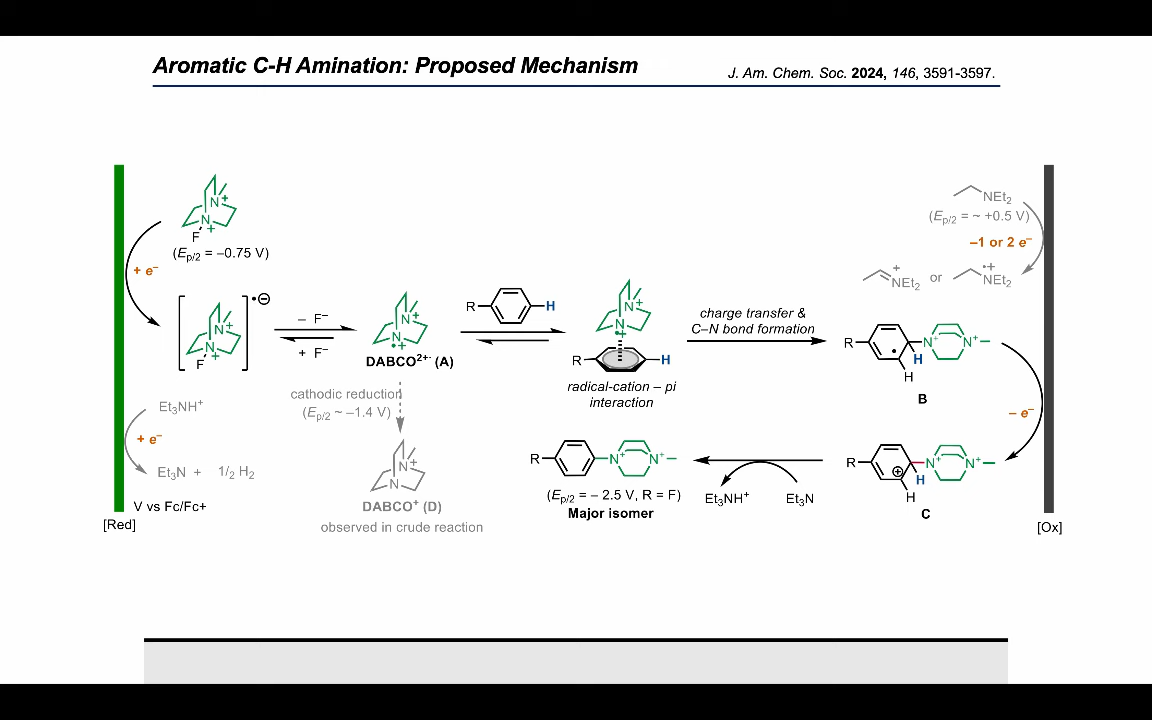 Aromatic C-H Amination: Proposed Mechanism
J. Am. Chem. Soc. 2024, 146, 3591-3597.
N+
N+
F
(Ep/2 = –0.75 V)
+ e–
N+
N+
F
•⊖
– F–
+ F–
N+
N
•+
DABCO2+· (A)
cathodic reduction
(Ep/2 ~ –1.4 V)
N+
N
DABCO+ (D)
observed in crude reaction
Et3NH+
+ e–
Et3N + 1/2 H2
V vs Fc/Fc+
[Red]
R
H
N+
N
•+
R
H
radical-cation – pi
interaction
charge transfer &
C–N bond formation
NEt2
(Ep/2 = ~ +0.5 V)
–1 or 2 e–
+
NEt2
or
•+
NEt2
R
•
H
H
N+
N+
B
– e–
R
⊕
H
H
N+
N+
C
[Ox]
Et3N
Et3NH+
R
N+
N+
(Ep/2 = – 2.5 V, R = F)
Major isomer